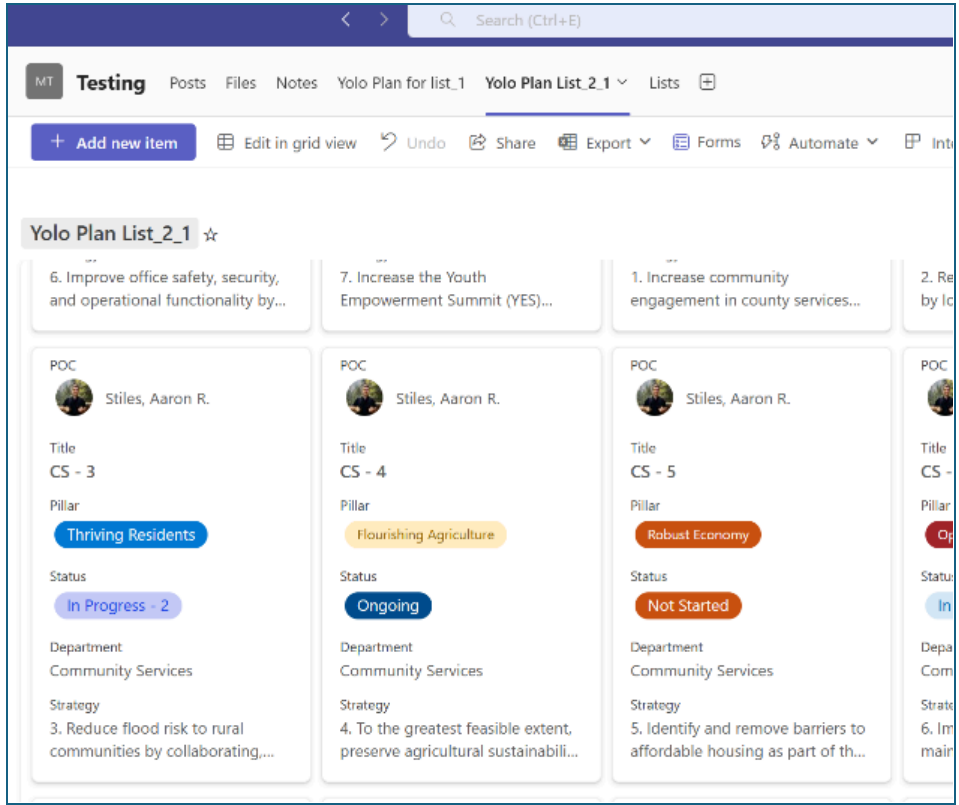 Search (Ctrl+E)
MT Testing Posts Files Notes Yolo Plan for list_1 Yolo Plan List_2_1 Lists
+ Add new item Edit in grid view Undo Share Export Forms Automate
Yolo Plan List_2_1
6. Improve office safety, security,
and operational functionality by...
7. Increase the Youth
Empowerment Summit (YES)...
1. Increase community
engagement in county services...
2. Re
by lo
POC
Stiles, Aaron R.
Title
CS - 3
Pillar
Thriving Residents
Status
In Progress - 2
Department
Community Services
Strategy
3. Reduce flood risk to rural
communities by collaborating,...
POC
Stiles, Aaron R.
Title
CS - 4
Pillar
Flourishing Agriculture
Status
Ongoing
Department
Community Services
Strategy
4. To the greatest feasible extent,
preserve agricultural sustainabili...
POC
Stiles, Aaron R.
Title
CS - 5
Pillar
Robust Economy
Status
Not Started
Department
Community Services
Strategy
5. Identify and remove barriers to
affordable housing as part of th...
POC
Title
CS -
Pillar
Op
Statu
In
Depa
Com
Strate
6. Im
main